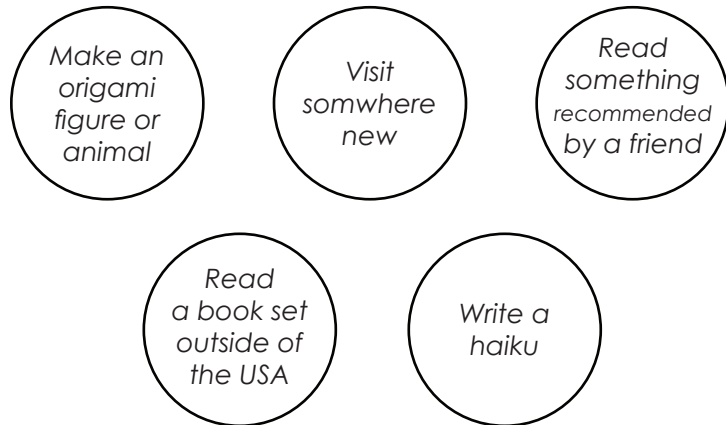 Make an
origami
figure or
animal
Visit
somwhere
new
Read
something
recommended
by a friend
Read
a book set
outside of
the USA
Write a
haiku